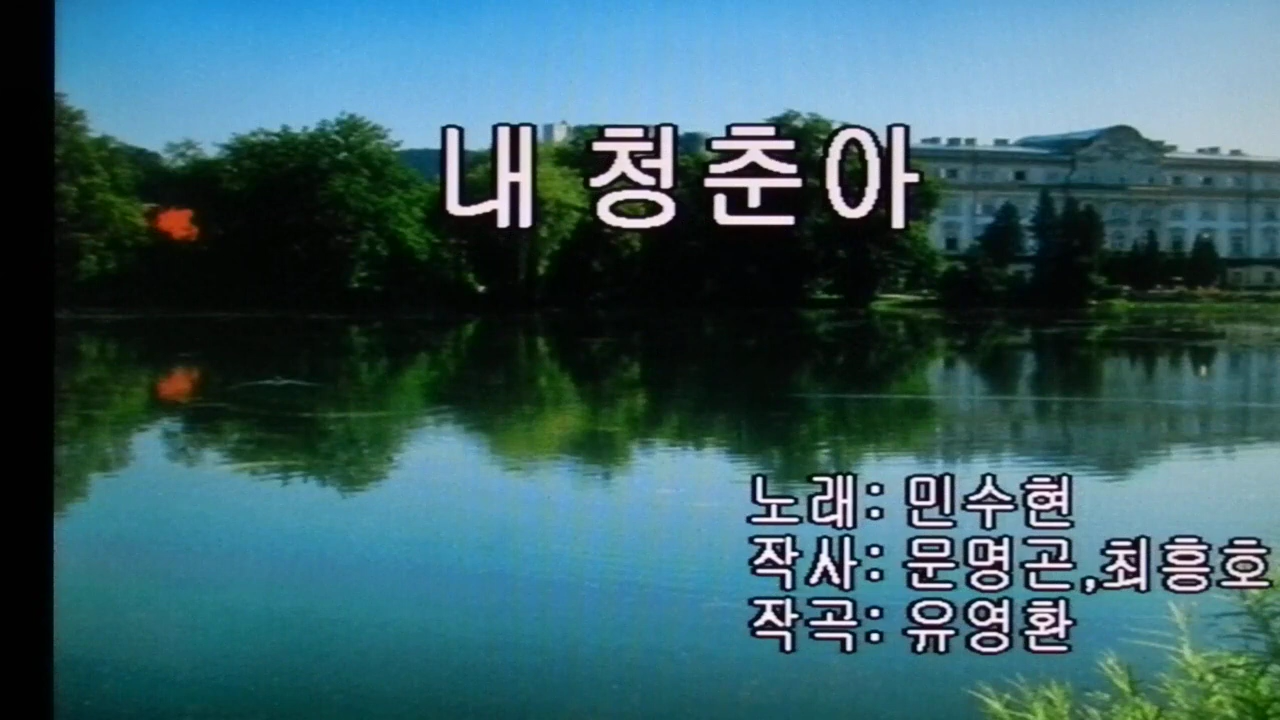 내 청춘아
노래: 민수현
작사: 문명곤,최흥호
작곡: 유영환